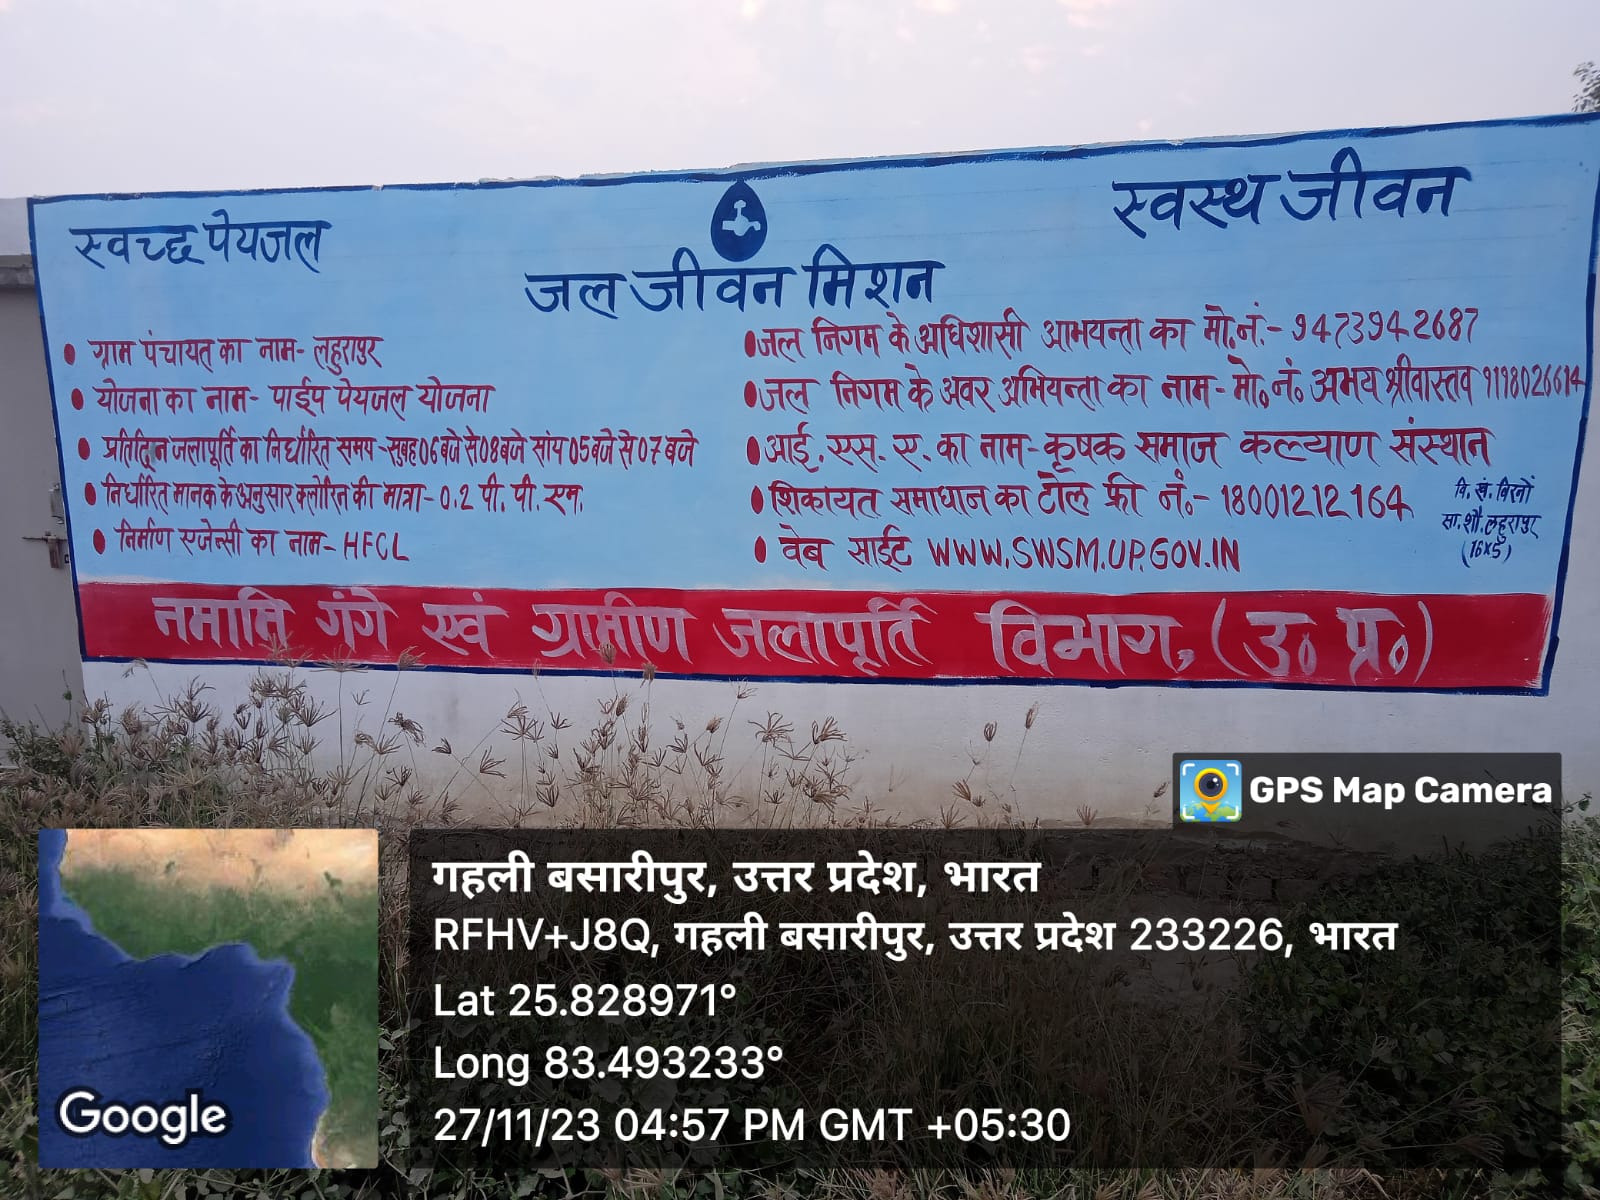 स्वच्छ पेयजल
स्वस्थ जीवन
जल जीवन मिशन
• ग्राम पंचायत का नाम- लहुरापुर
• योजना का नाम- पाईप पेयजल योजना
• प्रतिदिन जलापूर्ति का निर्धारित समय - सुबह 06 बजे से 08 बजे सांय 05 बजे से 07 बजे
• निर्धारित मानक के अनुसार क्लोरिन की मात्रा- 0.2 पी. पी. एम.
• निर्माण एजेन्सी का नाम- HFCL
• जल निगम के अधिशासी अभियन्ता का मो.नं.- 9473942687
• जल निगम के अवर अभियन्ता का नाम- मो॰ नं॰ अभय श्रीवास्तव 9198026614
• आई. एस. ए. का नाम- कृषक समाज कल्याण संस्थान
• शिकायत समाधान का टोल फ्री नं.- 18001212164
• वेब साईट WWW.SWSM.UP.GOV.IN
वि. खं. बिरनों
सा. शौ. लहुरापुर
(16x5)
नमामि गंगे एवं ग्रामीण जलापूर्ति विभाग, (उ॰ प्र॰)
GPS Map Camera
गहली बसारीपुर, उत्तर प्रदेश, भारत
RFHV+J8Q, गहली बसारीपुर, उत्तर प्रदेश 233226, भारत
Lat 25.828971°
Long 83.493233°
27/11/23 04:57 PM GMT +05:30
Google